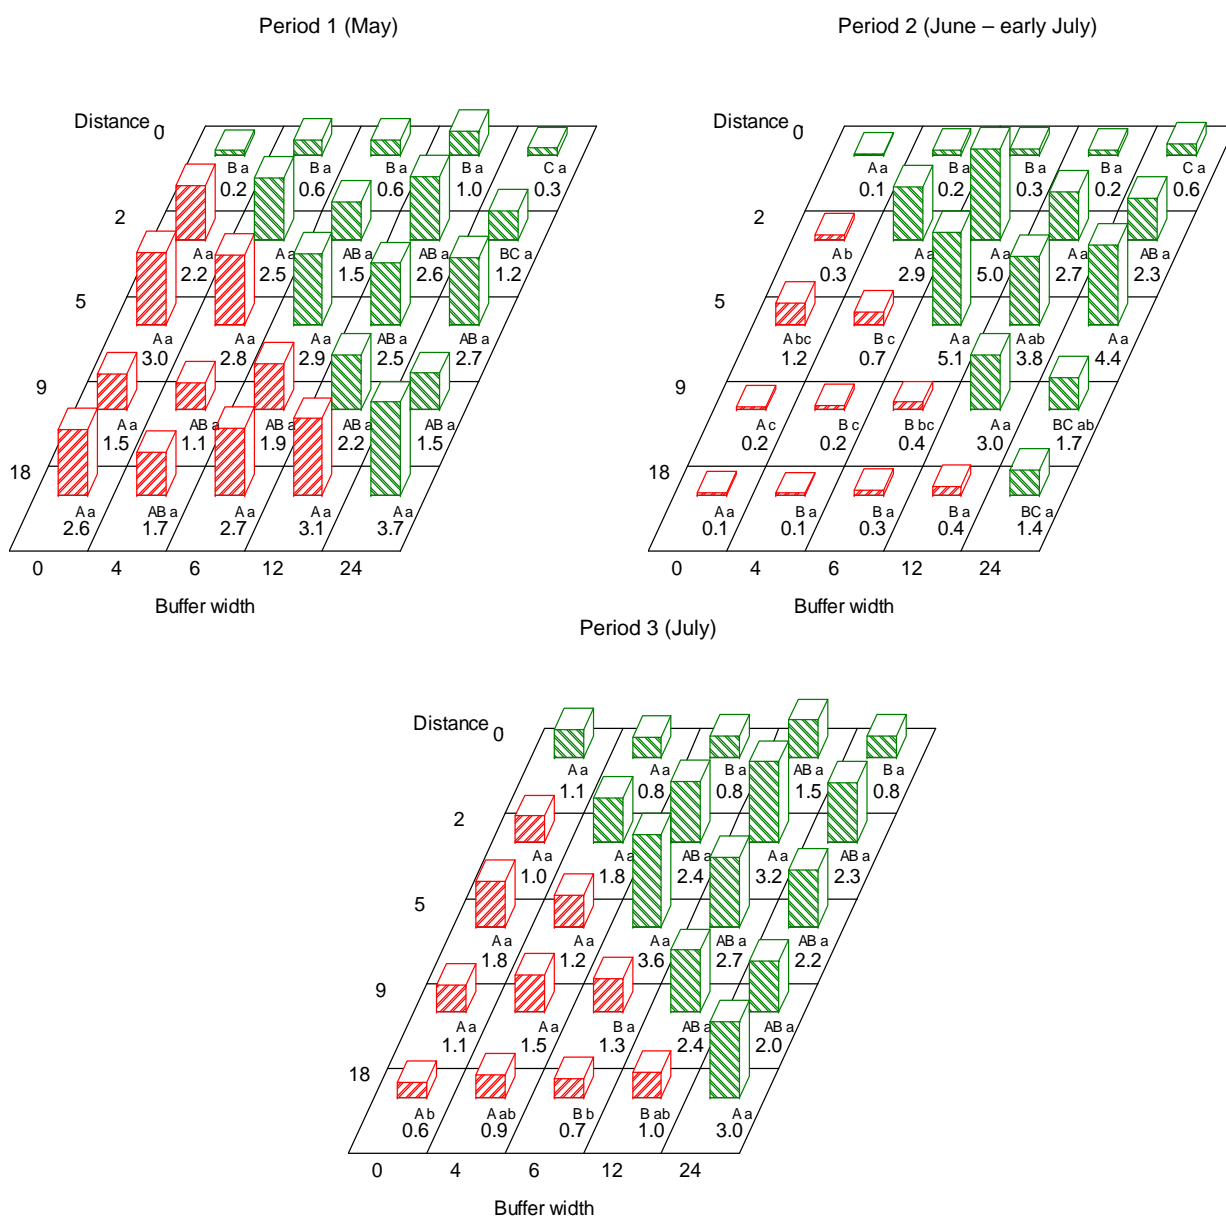 Period 1 (May)
Period 2 (June – early July)
Distance 0
B a B a B a B a C a
0.2 0.6 0.6 1.0 0.3
2
A a A a AB a AB a BC a
2.2 2.5 1.5 2.6 1.2
5
A a A a A a AB a AB a
3.0 2.8 2.9 2.5 2.7
9
A a AB a AB a AB a AB a
1.5 1.1 1.9 2.2 1.5
18
A a AB a A a A a A a
2.6 1.7 2.7 3.1 3.7
0 4 6 12 24
Buffer width
Distance 0
A a B a B a B a C a
0.1 0.2 0.3 0.2 0.6
2
A b A a A a A a AB a
0.3 2.9 5.0 2.7 2.3
5
A bc B c A a A ab A a
1.2 0.7 5.1 3.8 4.4
9
A c B c B bc A a BC ab
0.2 0.2 0.4 3.0 1.7
18
A a B a B a B a BC a
0.1 0.1 0.3 0.4 1.4
0 4 6 12 24
Buffer width
Period 3 (July)
Distance 0
A a A a B a AB a B a
1.1 0.8 0.8 1.5 0.8
2
A a A a AB a A a AB a
1.0 1.8 2.4 3.2 2.3
5
A a A a A a AB a AB a
1.8 1.2 3.6 2.7 2.2
9
A a A a B a AB a AB a
1.1 1.5 1.3 2.4 2.0
18
A b A ab B b B ab A a
0.6 0.9 0.7 1.0 3.0
0 4 6 12 24
Buffer width